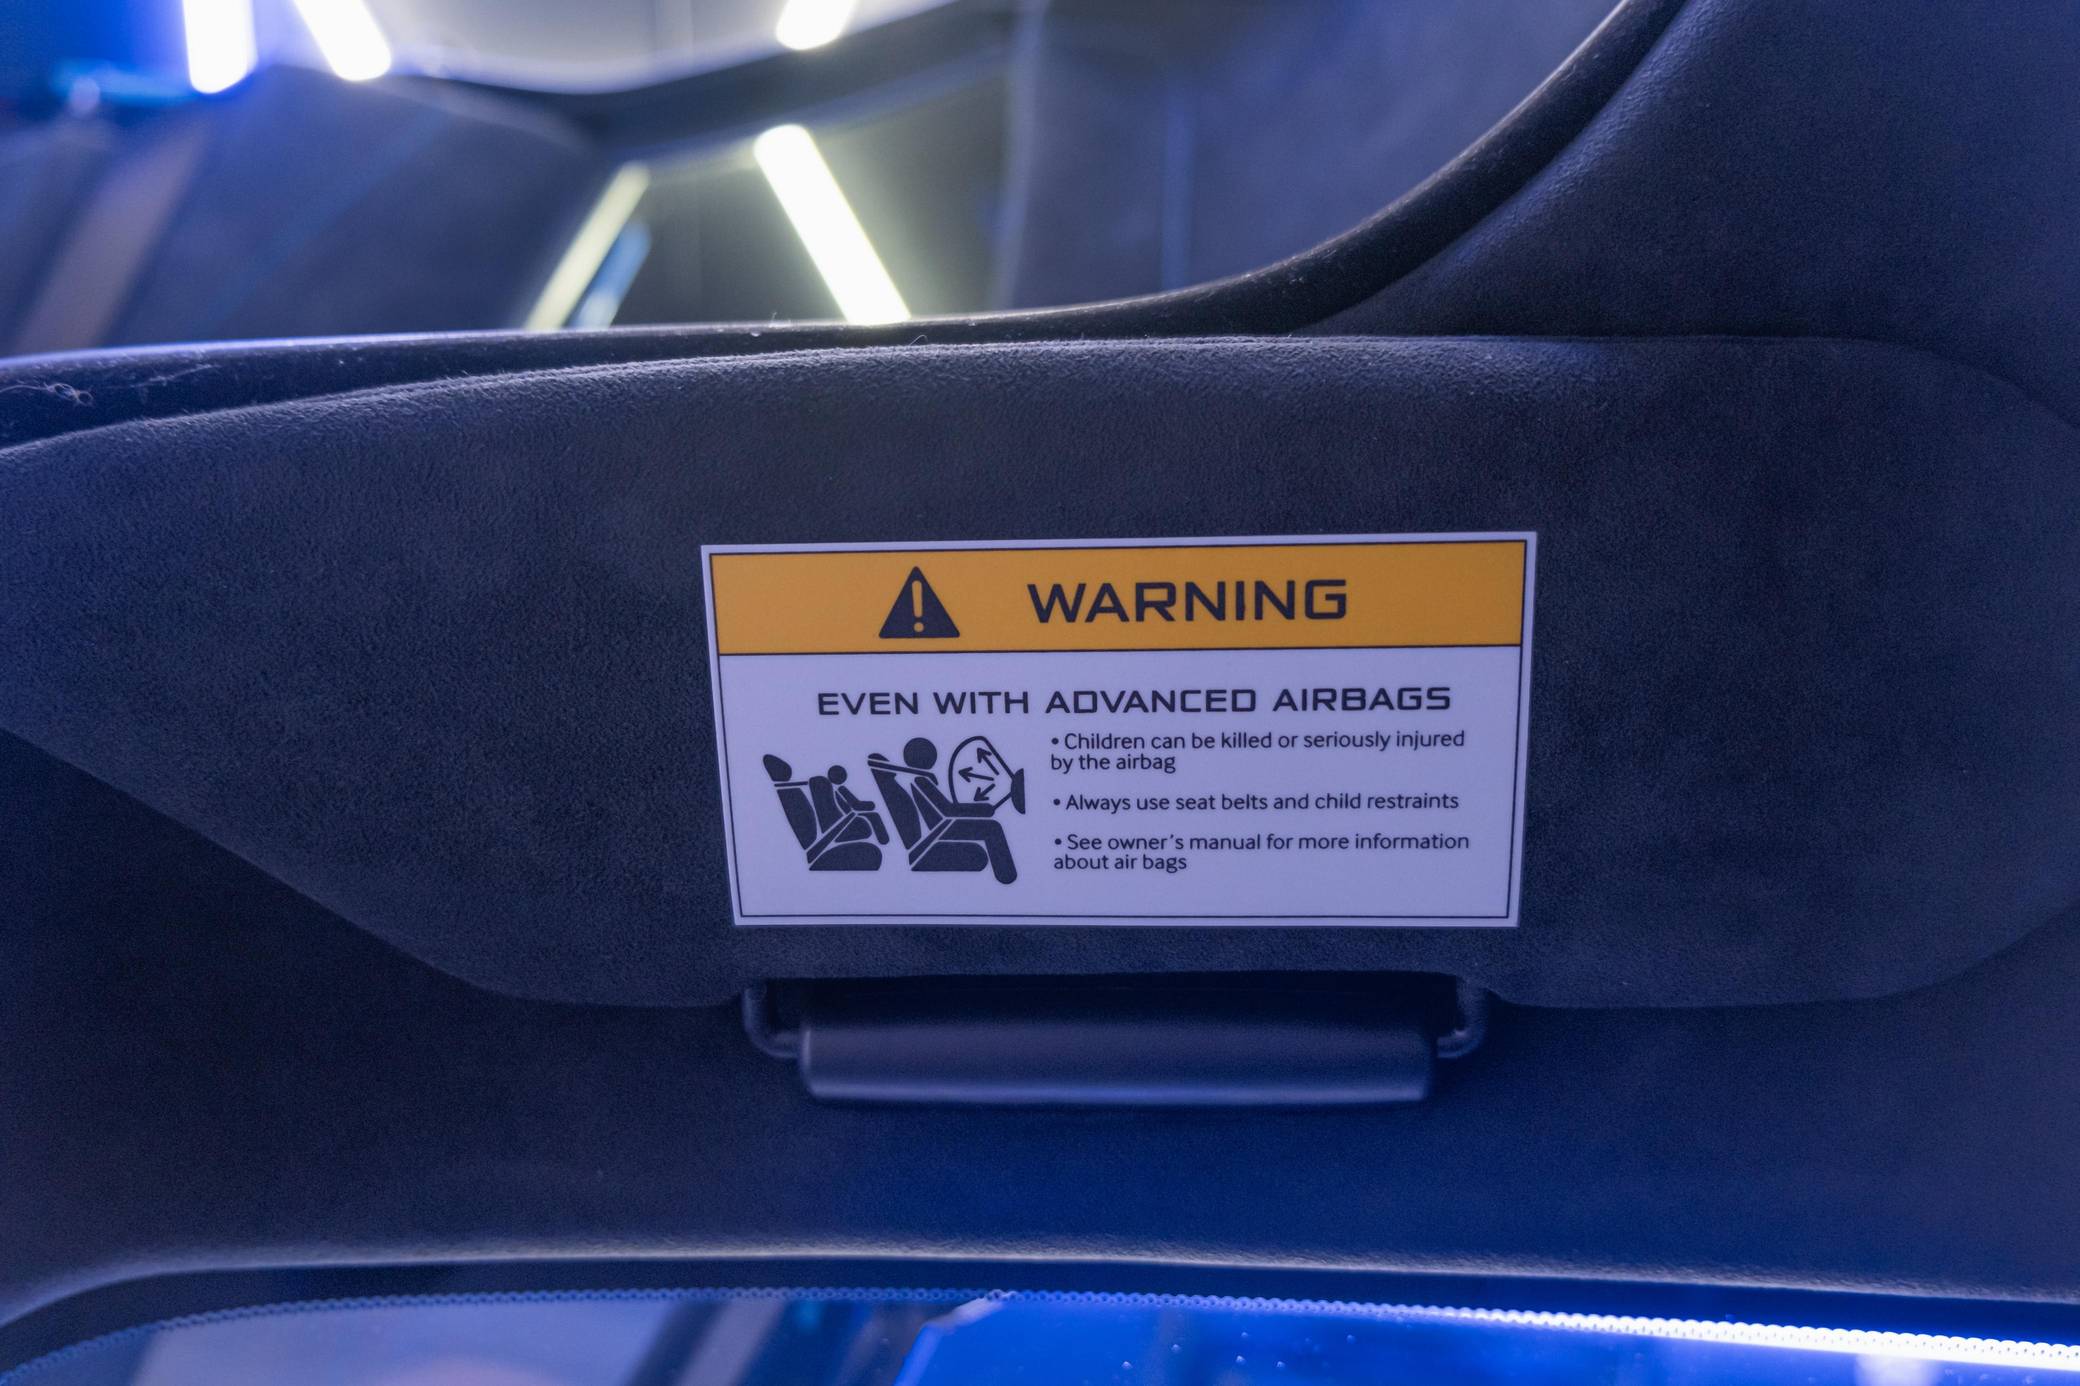 WARNING
EVEN WITH ADVANCED AIRBAGS
• Children can be killed or seriously injured
by the airbag
• Always use seat belts and child restraints
• See owner's manual for more information
about air bags